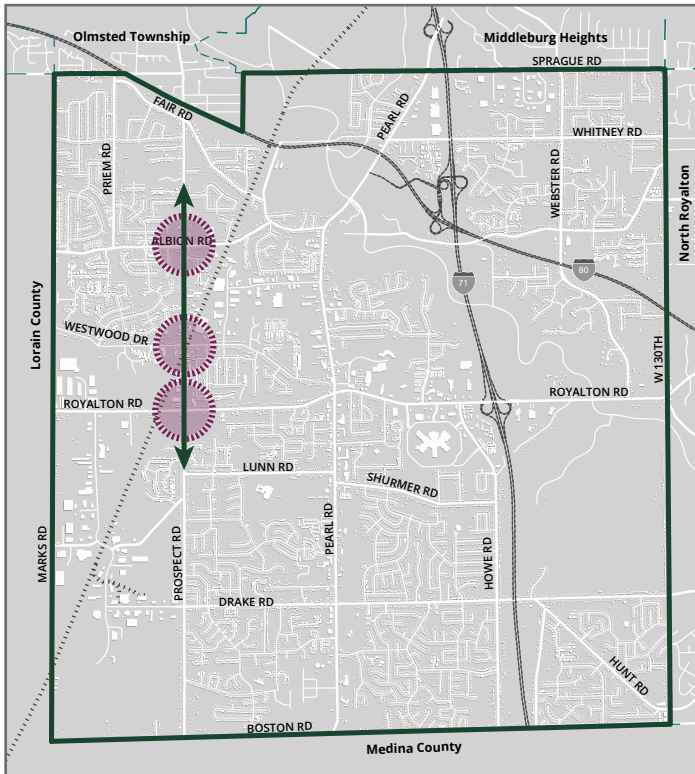 Olmsted Township
Middleburg Heights
SPRAGUE RD
FAIR RD
PEARL RD
WHITNEY RD
PRIEM RD
WEBSTER RD
North Royalton
ALBION RD
80
71
Lorain County
WESTWOOD DR
W 130TH
ROYALTON RD
ROYALTON RD
LUNN RD
SHURMER RD
MARKS RD
PROSPECT RD
PEARL RD
HOWE RD
DRAKE RD
HUNT RD
BOSTON RD
Medina County